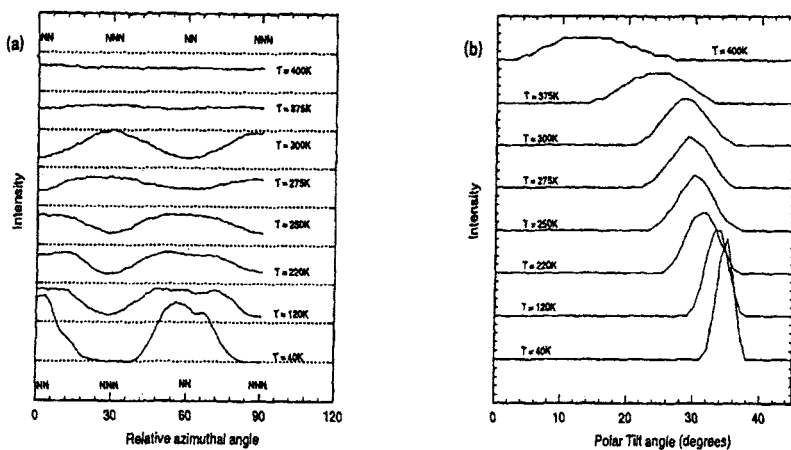 (a)
NN NNN NN NNN
T = 400K
T = 375K
T = 300K
T = 275K
T = 250K
T = 220K
T = 120K
T = 40K
NN NNN NN NNN
0 30 60 90 120
Relative azimuthal angle
Intensity
(b)
T = 400K
T = 375K
T = 300K
T = 275K
T = 250K
T = 220K
T = 120K
T = 40K
0 10 20 30 40
Polar Tilt angle (degrees)
Intensity